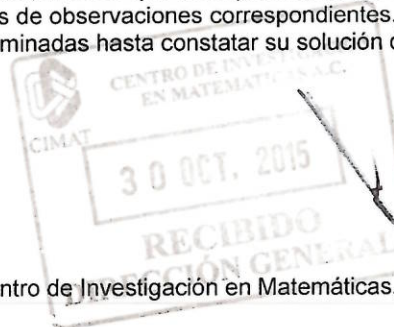 s de observaciones correspondientes.
minadas hasta constatar su solución d
CENTRO DE INVESTIGACIÓN
EN MATEMÁTICAS A.C.
CIMAT
30 OCT. 2015
RECIBIDO
DIRECCIÓN GENERAL
ntro de Investigación en Matemáticas.